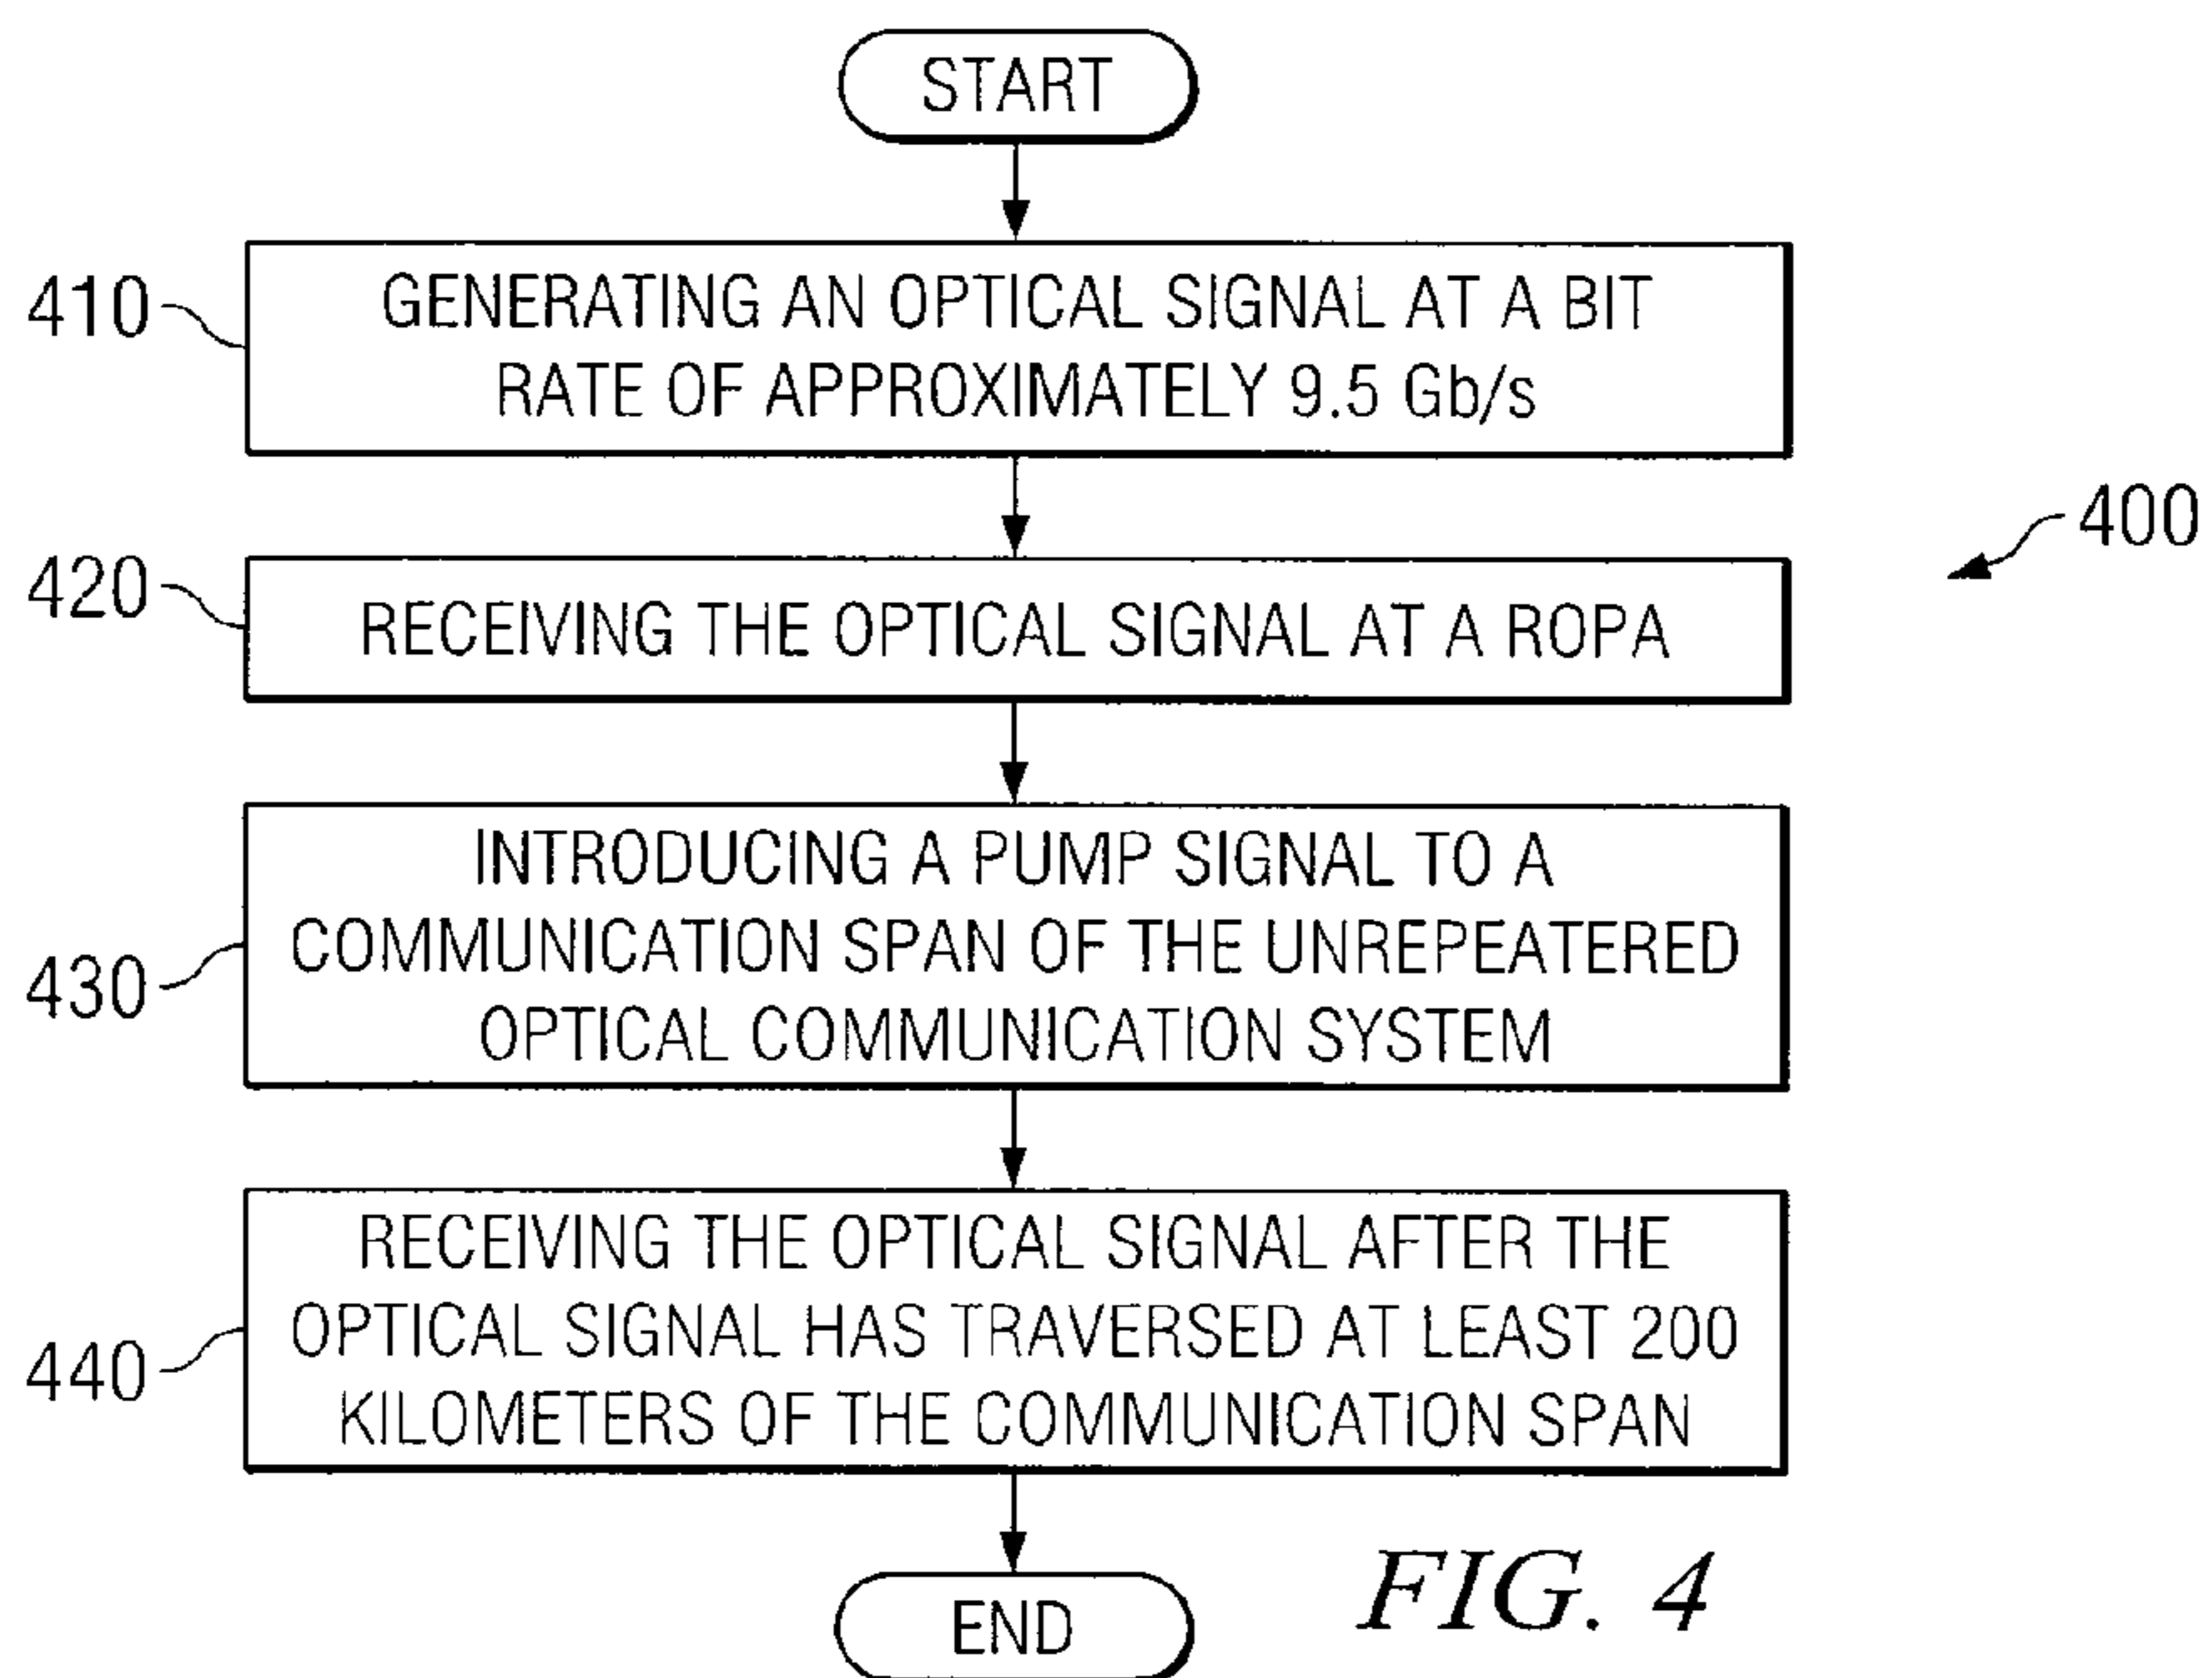 START
410
GENERATING AN OPTICAL SIGNAL AT A BIT
RATE OF APPROXIMATELY 9.5 Gb/s
400
420
RECEIVING THE OPTICAL SIGNAL AT A ROPA
430
INTRODUCING A PUMP SIGNAL TO A
COMMUNICATION SPAN OF THE UNREPEATERED
OPTICAL COMMUNICATION SYSTEM
440
RECEIVING THE OPTICAL SIGNAL AFTER THE
OPTICAL SIGNAL HAS TRAVERSED AT LEAST 200
KILOMETERS OF THE COMMUNICATION SPAN
END
FIG. 4